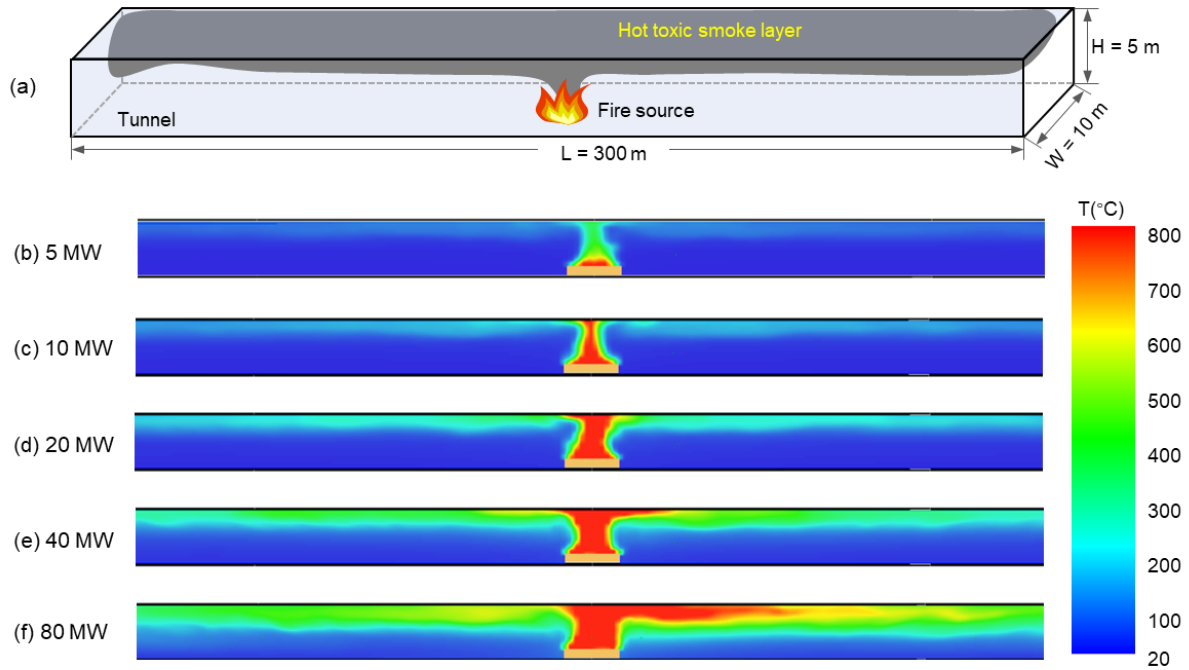 (a)
Hot toxic smoke layer
H = 5 m
Fire source
Tunnel
W = 10 m
L = 300 m
T(°C)
(b) 5 MW
(c) 10 MW
(d) 20 MW
(e) 40 MW
(f) 80 MW
800
700
600
500
400
300
200
100
20